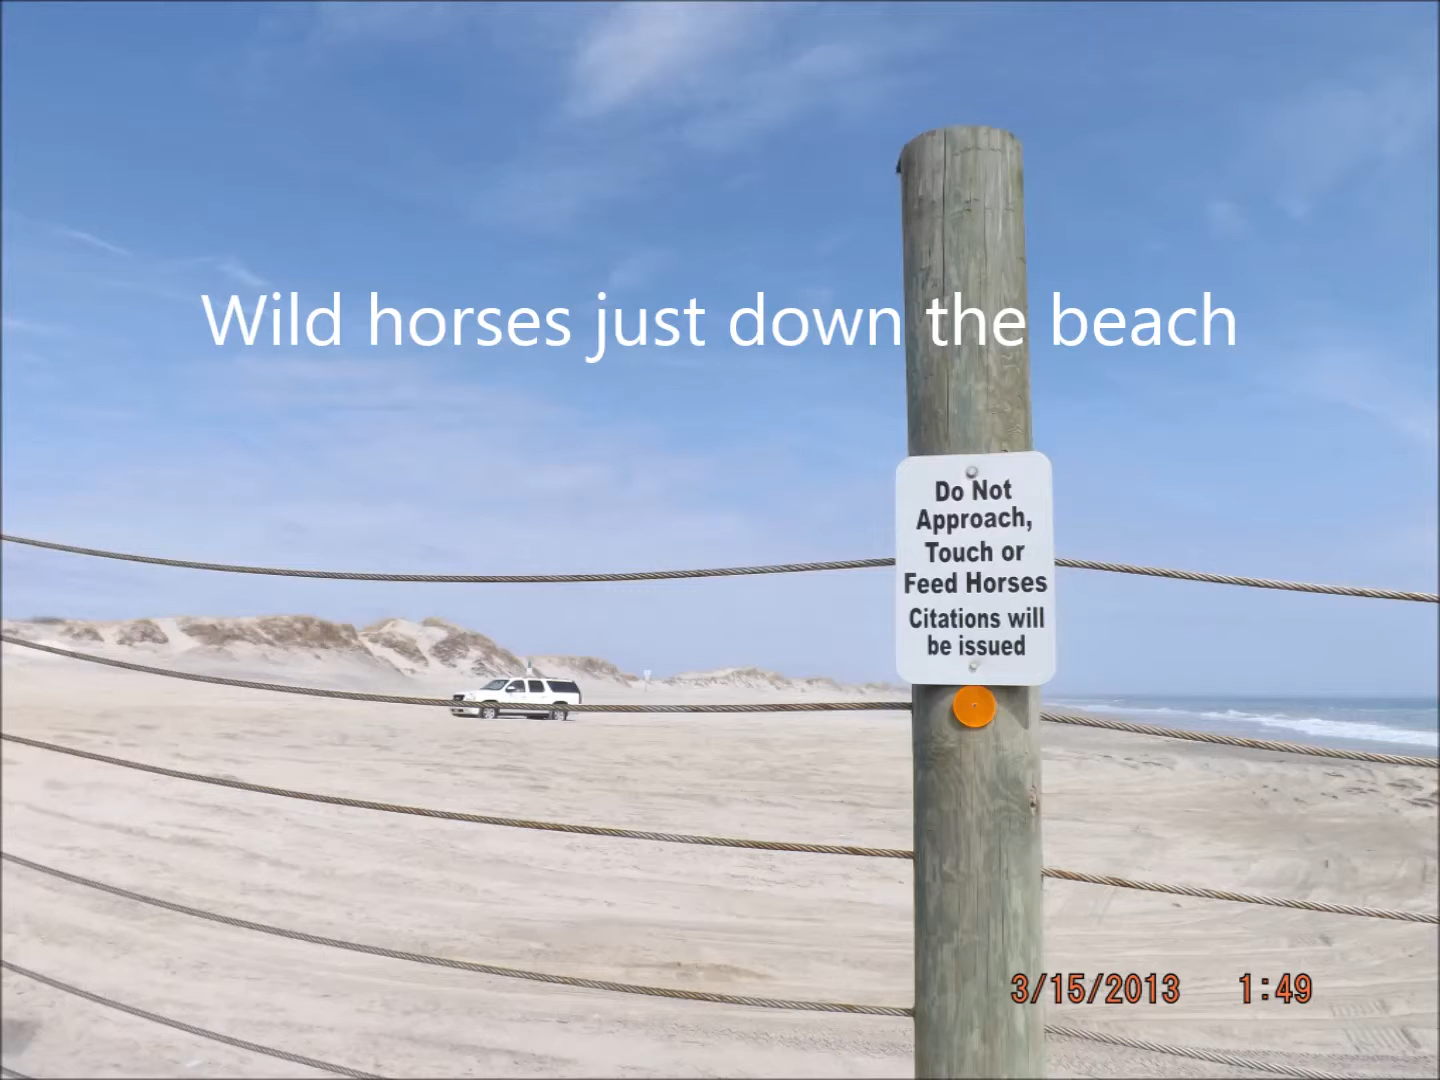 Wild horses just down the beach
Do Not
Approach,
Touch or
Feed Horses
Citations will
be issued
3/15/2013 1:49